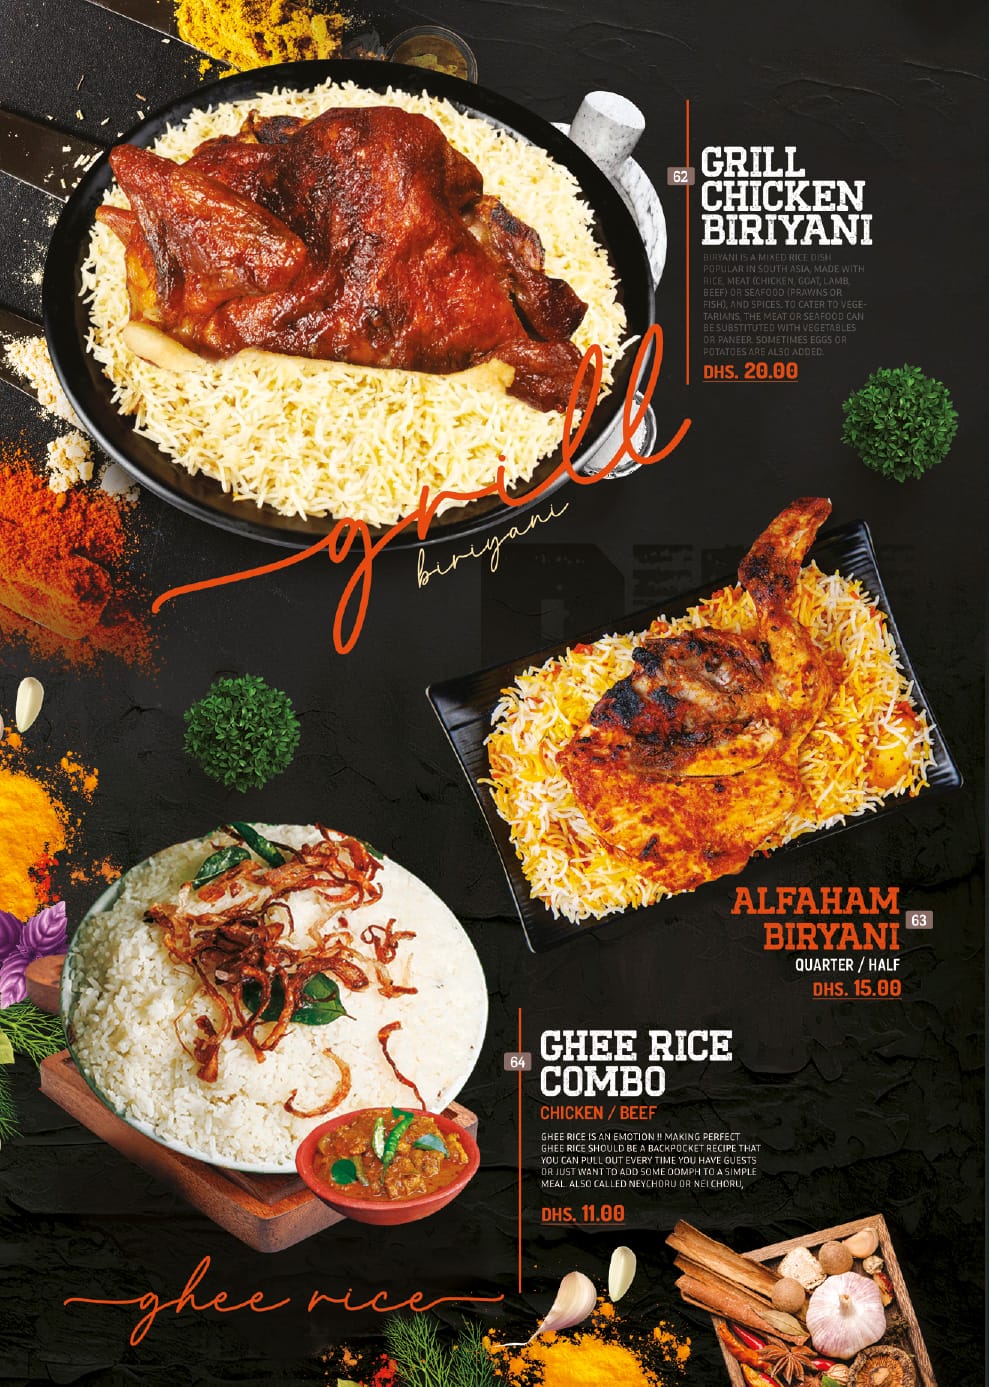 62
GRILL
CHICKEN
BIRIYANI
BIRYANI IS A MIXED RICE DISH
POPULAR IN SOUTH ASIA, MADE WITH
RICE, MEAT (CHICKEN, GOAT, LAMB,
BEEF) OR SEAFOOD (PRAWNS OR
FISH), AND SPICES. TO CATER TO VEGE-
TARIANS, THE MEAT OR SEAFOOD CAN
BE SUBSTITUTED WITH VEGETABLES
OR PANEER. SOMETIMES EGGS OR
POTATOES ARE ALSO ADDED.
DHS. 20.00
grill
biriyani
ALFAHAM
BIRYANI
63
QUARTER / HALF
DHS. 15.00
64
GHEE RICE
COMBO
CHICKEN / BEEF
GHEE RICE IS AN EMOTION !! MAKING PERFECT
GHEE RICE SHOULD BE A BACKPOCKET RECIPE THAT
YOU CAN PULL OUT EVERY TIME YOU HAVE GUESTS
OR JUST WANT TO ADD SOME OOMPH TO A SIMPLE
MEAL. ALSO CALLED NEYCHORU OR NEI CHORU,
DHS. 11.00
ghee rice